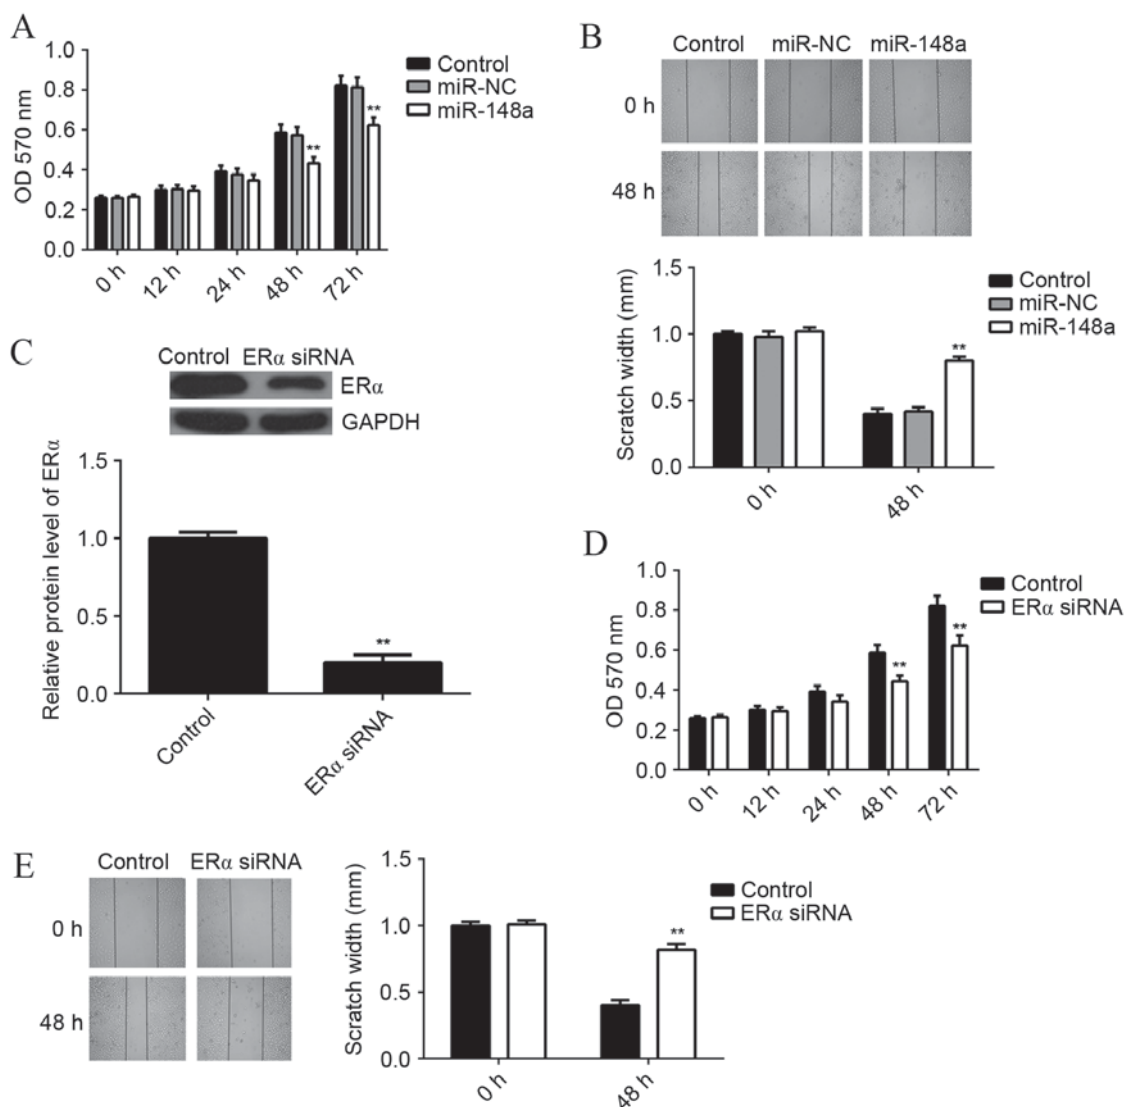 A
1.0
0.8
0.6
0.4
0.2
0.0
OD 570 nm
** **
0 h 12 h 24 h 48 h 72 h
Control
miR-NC
miR-148a
B
Control miR-NC miR-148a
0 h
48 h
1.5
1.0
0.5
0.0
Scratch width (mm)
**
0 h 48 h
Control
miR-NC
miR-148a
C
Control ERα siRNA
ERα
GAPDH
1.5
1.0
0.5
0.0
Relative protein level of ERα
**
Control ERα siRNA
D
1.0
0.8
0.6
0.4
0.2
0.0
OD 570 nm
** **
0 h 12 h 24 h 48 h 72 h
Control
ERα siRNA
E
Control ERα siRNA
0 h
48 h
1.5
1.0
0.5
0.0
Scratch width (mm)
**
0 h 48 h
Control
ERα siRNA